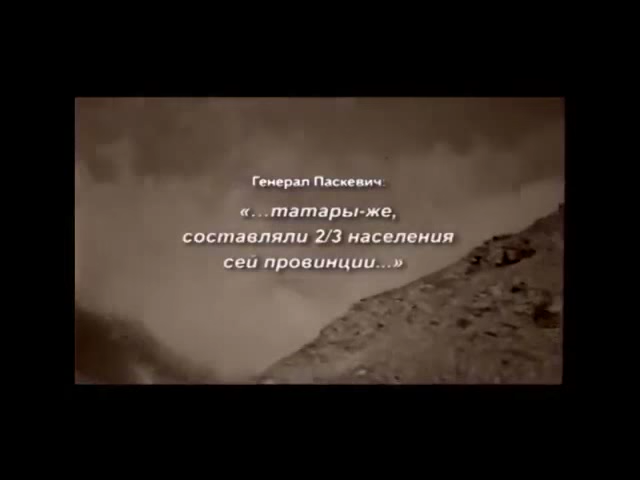 Генерал Паскевич:
«...татары-же,
составляли 2/3 населения
сей провинции...»